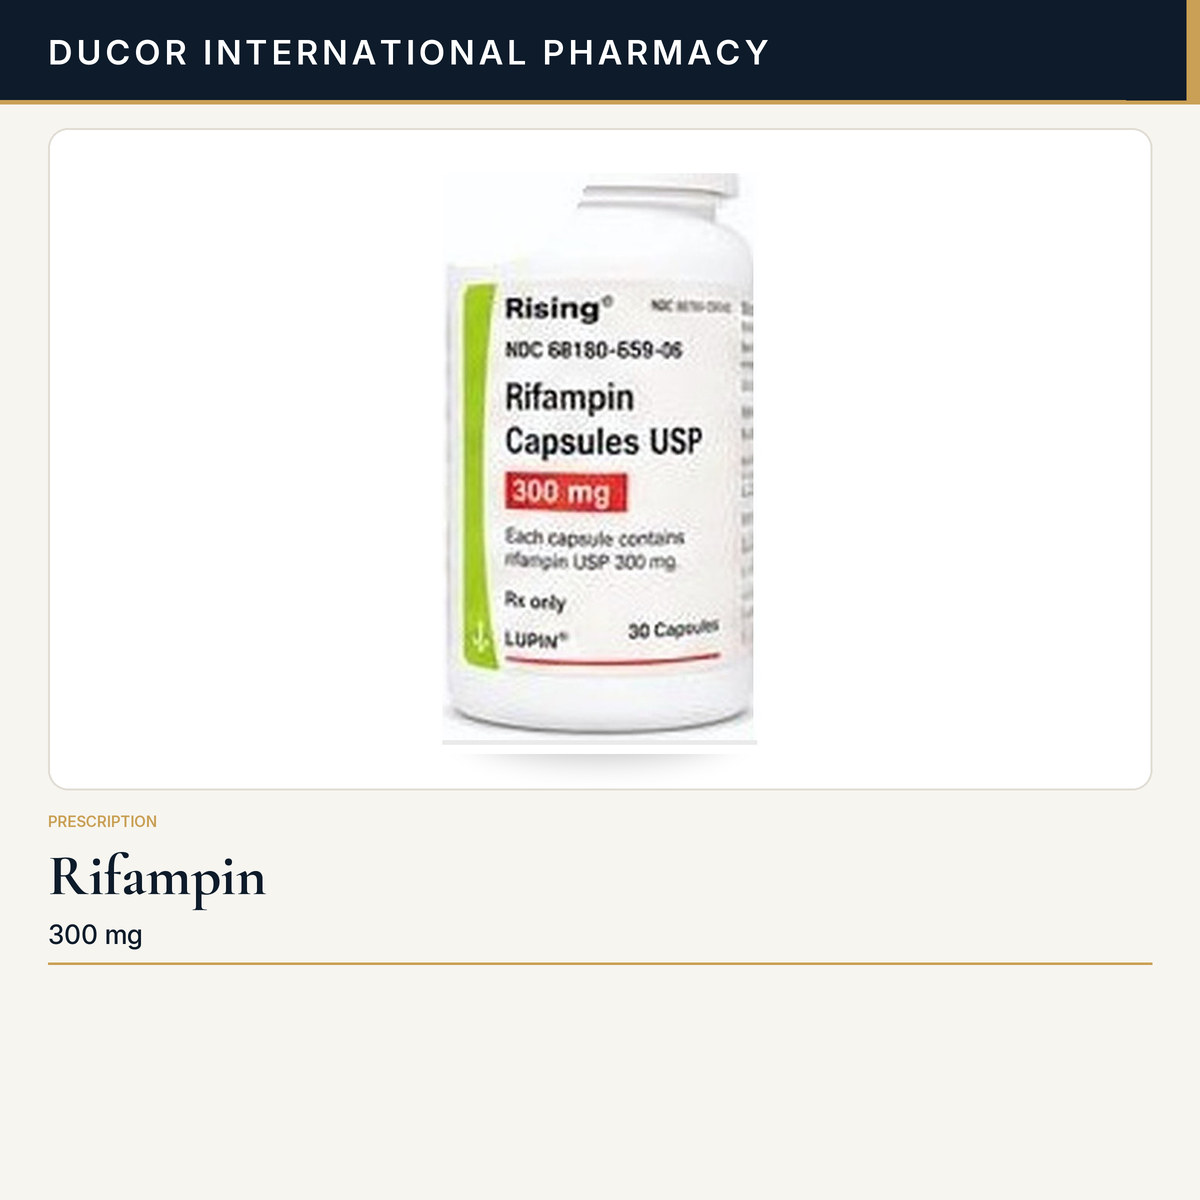 DUCOR INTERNATIONAL PHARMACY
Rising®
NDC
NDC 68180-659-06
Rifampin
Capsules USP
300 mg
Each capsule contains
rifampin USP 300 mg.
Rx only
30 Capsules
LUPIN®
PRESCRIPTION
Rifampin
300 mg